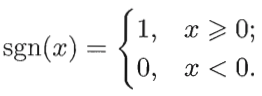 sgn(x) = { 1, x ⩾ 0;
0, x < 0.